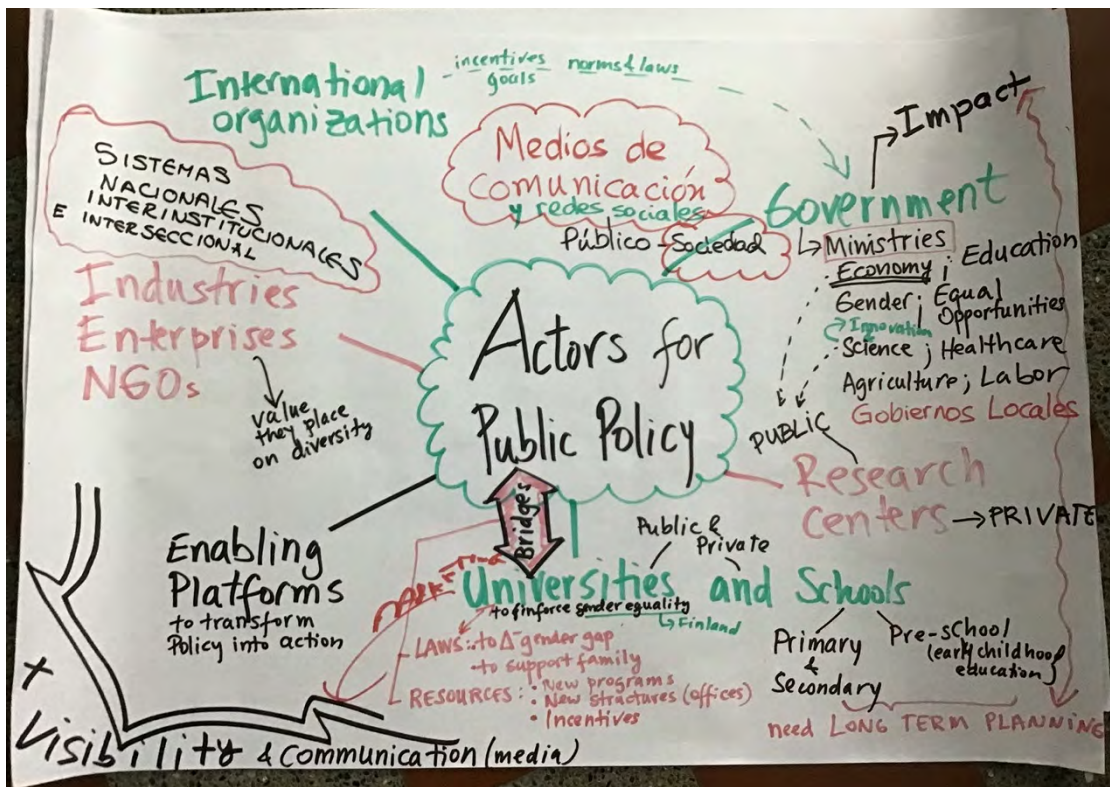 International
organizations
incentives
goals
norms & laws
Impact
SISTEMAS
NACIONALES
INTERINSTITUCIONALES
E INTERSECCIONAL
Medios de
comunicación
y redes sociales
Público - Sociedad
Government
Ministries
Economy ; Education
Gender ; Equal
Opportunities
Innovation
Science ; Healthcare
Agriculture ; Labor
Gobiernos Locales
Industries
Enterprises
NGOs
value
they place
on diversity
Actors for
Public Policy
PUBLIC
Research
centers → PRIVATE
Bridges
Enabling
Platforms
to transform
Policy into action
Public &
Private
Universities and Schools
to finforce gender equality
Finland
LAWS: to Δ- gender gap
to support family
RESOURCES: • New programs
• New structures (offices)
• Incentives
Primary
&
Secondary
Pre-school
(early childhood
education)
need LONG TERM PLANNING
+ Visibility & communication (media)